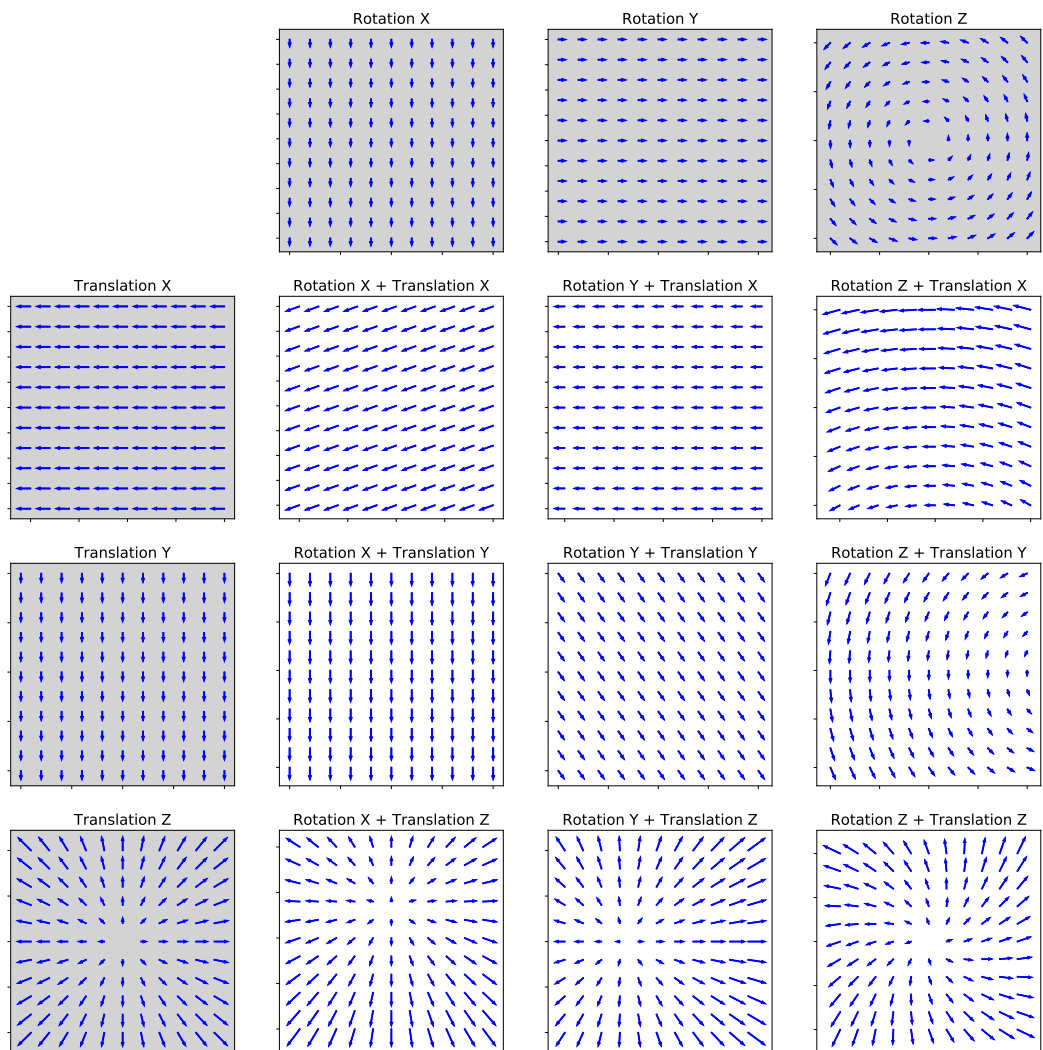 Rotation X
Rotation Y
Rotation Z
Translation X
Rotation X + Translation X
Rotation Y + Translation X
Rotation Z + Translation X
Translation Y
Rotation X + Translation Y
Rotation Y + Translation Y
Rotation Z + Translation Y
Translation Z
Rotation X + Translation Z
Rotation Y + Translation Z
Rotation Z + Translation Z